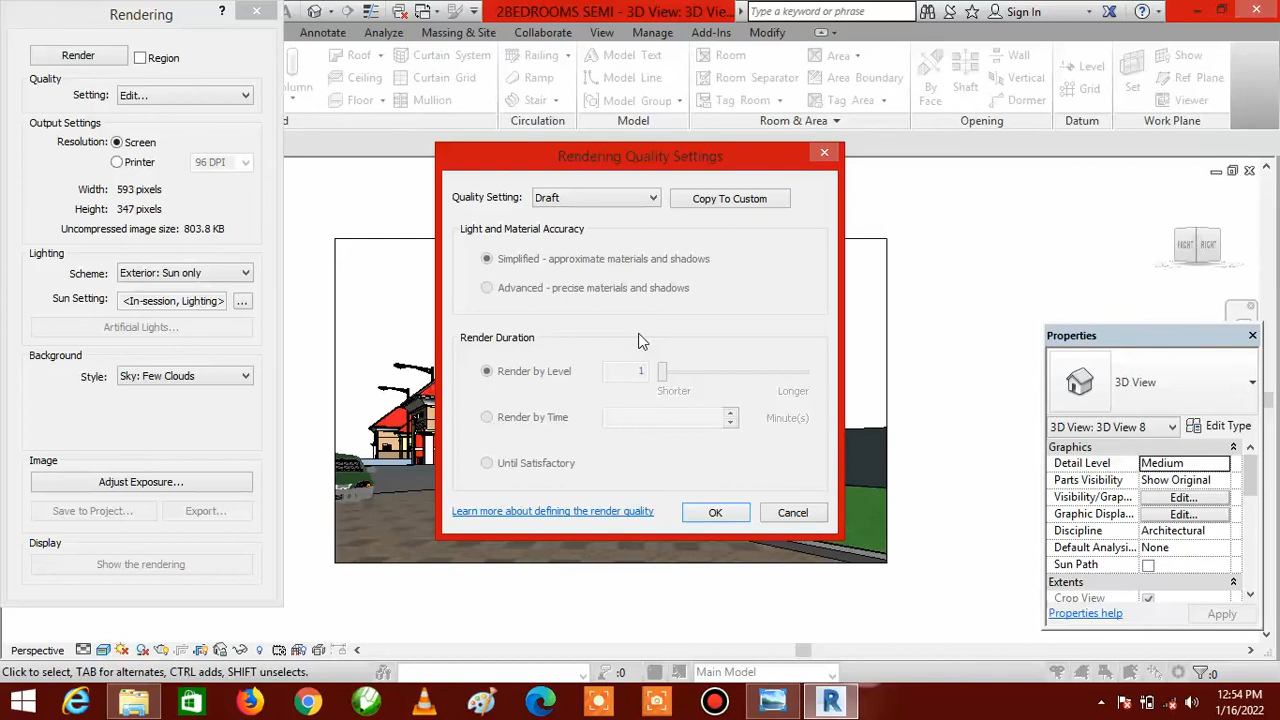 Rendering ? ×
2BEDROOMS SEMI - 3D View: 3D Vie...
Type a keyword or phrase
Sign In
Annotate Analyze Massing & Site Collaborate View Manage Add-Ins Modify
Render Region
Quality
Setting: Edit...
Output Settings
Resolution: Screen
Printer 96 DPI
Width: 593 pixels
Height: 347 pixels
Uncompressed image size: 803.8 KB
Lighting
Scheme: Exterior: Sun only
Sun Setting: <In-session, Lighting> ...
Artificial Lights...
Background
Style: Sky: Few Clouds
Image
Adjust Exposure...
Save to Project... Export...
Display
Show the rendering
Roof Curtain System Railing Model Text Room Area Wall Show
Ceiling Curtain Grid Ramp Model Line Room Separator Area Boundary Vertical Level Ref Plane
olumn Floor Mullion Stair Model Group Tag Room Tag Area By Face Shaft Dormer Grid Set Viewer
d Circulation Model Room & Area Opening Datum Work Plane
Rendering Quality Settings
Quality Setting: Draft Copy To Custom
Light and Material Accuracy
Simplified - approximate materials and shadows
Advanced - precise materials and shadows
Render Duration
Render by Level 1
Shorter Longer
Render by Time Minute(s)
Until Satisfactory
Learn more about defining the render quality OK Cancel
FRONT RIGHT
Properties
3D View
3D View: 3D View 8 Edit Type
Graphics
Detail Level Medium
Parts Visibility Show Original
Visibility/Grap... Edit...
Graphic Displa... Edit...
Discipline Architectural
Default Analysi... None
Sun Path
Extents
Crop View
Properties help Apply
Perspective
Click to select, TAB for alternates, CTRL adds, SHIFT unselects. :0 Main Model :0
12:54 PM
1/16/2022